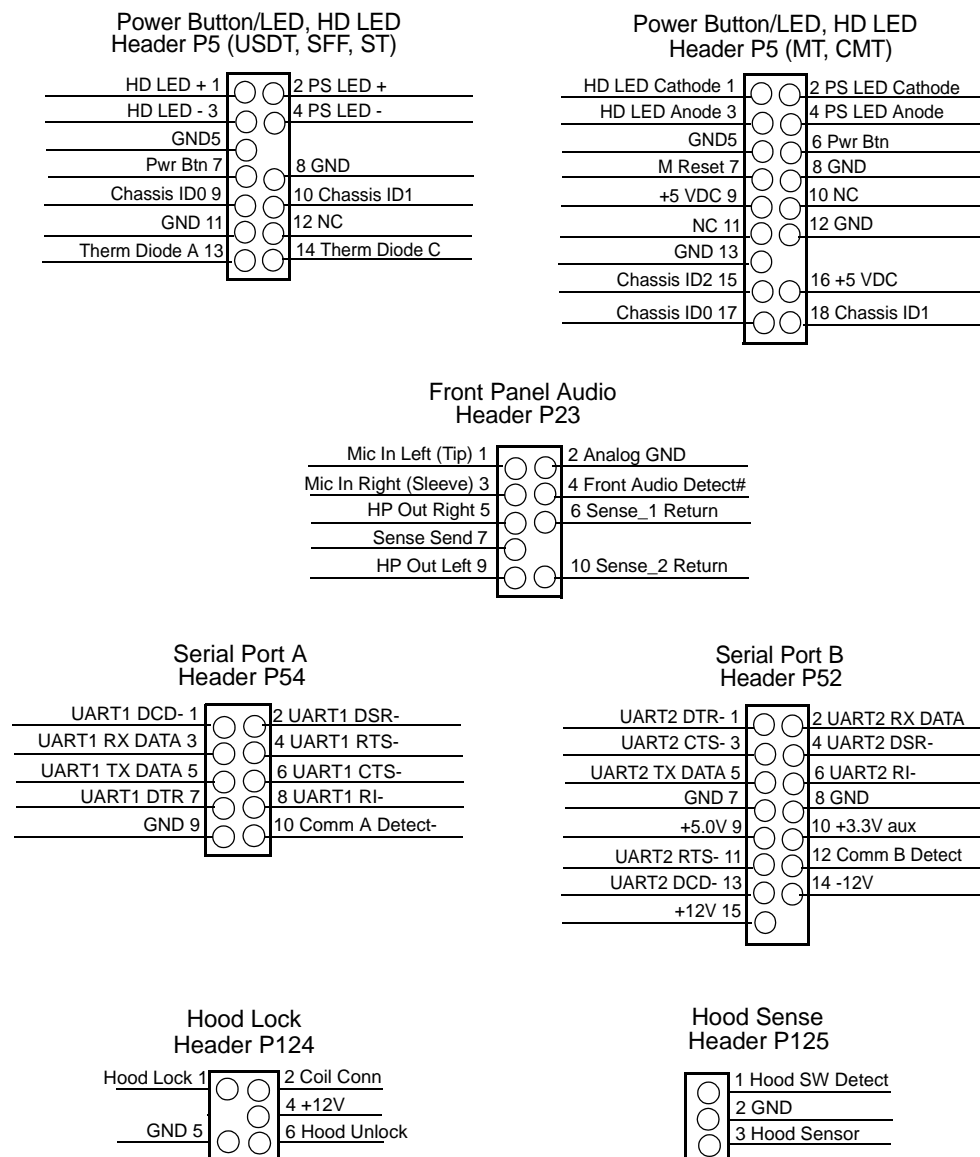 Power Button/LED, HD LED
Header P5 (USDT, SFF, ST)
HD LED + 1
2 PS LED +
HD LED - 3
4 PS LED -
GND5
Pwr Btn 7
8 GND
Chassis ID0 9
10 Chassis ID1
GND 11
12 NC
Therm Diode A 13
14 Therm Diode C
Power Button/LED, HD LED
Header P5 (MT, CMT)
HD LED Cathode 1
2 PS LED Cathode
HD LED Anode 3
4 PS LED Anode
GND5
6 Pwr Btn
M Reset 7
8 GND
+5 VDC 9
10 NC
NC 11
12 GND
GND 13
Chassis ID2 15
16 +5 VDC
Chassis ID0 17
18 Chassis ID1
Front Panel Audio
Header P23
Mic In Left (Tip) 1
2 Analog GND
Mic In Right (Sleeve) 3
4 Front Audio Detect#
HP Out Right 5
6 Sense_1 Return
Sense Send 7
HP Out Left 9
10 Sense_2 Return
Serial Port A
Header P54
UART1 DCD- 1
2 UART1 DSR-
UART1 RX DATA 3
4 UART1 RTS-
UART1 TX DATA 5
6 UART1 CTS-
UART1 DTR 7
8 UART1 RI-
GND 9
10 Comm A Detect-
Serial Port B
Header P52
UART2 DTR- 1
2 UART2 RX DATA
UART2 CTS- 3
4 UART2 DSR-
UART2 TX DATA 5
6 UART2 RI-
GND 7
8 GND
+5.0V 9
10 +3.3V aux
UART2 RTS- 11
12 Comm B Detect
UART2 DCD- 13
14 -12V
+12V 15
Hood Lock
Header P124
Hood Lock 1
2 Coil Conn
4 +12V
GND 5
6 Hood Unlock
Hood Sense
Header P125
1 Hood SW Detect
2 GND
3 Hood Sensor